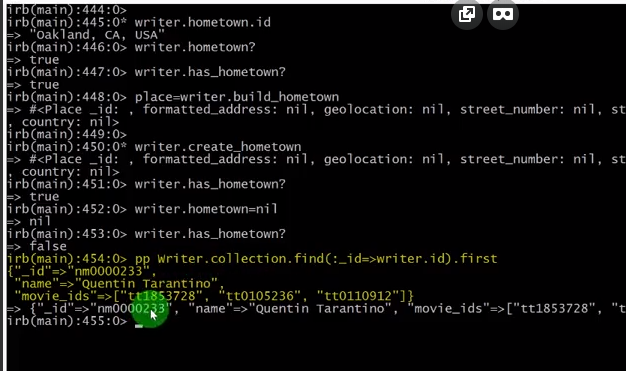 irb(main):444:0>
irb(main):445:0* writer.hometown.id
=> "Oakland, CA, USA"
irb(main):446:0> writer.hometown?
=> true
irb(main):447:0> writer.has_hometown?
=> true
irb(main):448:0> place=writer.build_hometown
=> #<Place _id: , formatted_address: nil, geolocation: nil, street_number: nil, st
, country: nil>
irb(main):449:0>
irb(main):450:0* writer.create_hometown
=> #<Place _id: , formatted_address: nil, geolocation: nil, street_number: nil, st
, country: nil>
irb(main):451:0> writer.has_hometown?
=> true
irb(main):452:0> writer.hometown=nil
=> nil
irb(main):453:0> writer.has_hometown?
=> false
irb(main):454:0> pp Writer.collection.find(:_id=>writer.id).first
{"_id"=>"nm0000233",
"name"=>"Quentin Tarantino",
"movie_ids"=>["tt1853728", "tt0105236", "tt0110912"]}
=> {"_id"=>"nm0000233", "name"=>"Quentin Tarantino", "movie_ids"=>["tt1853728", "t
irb(main):455:0>